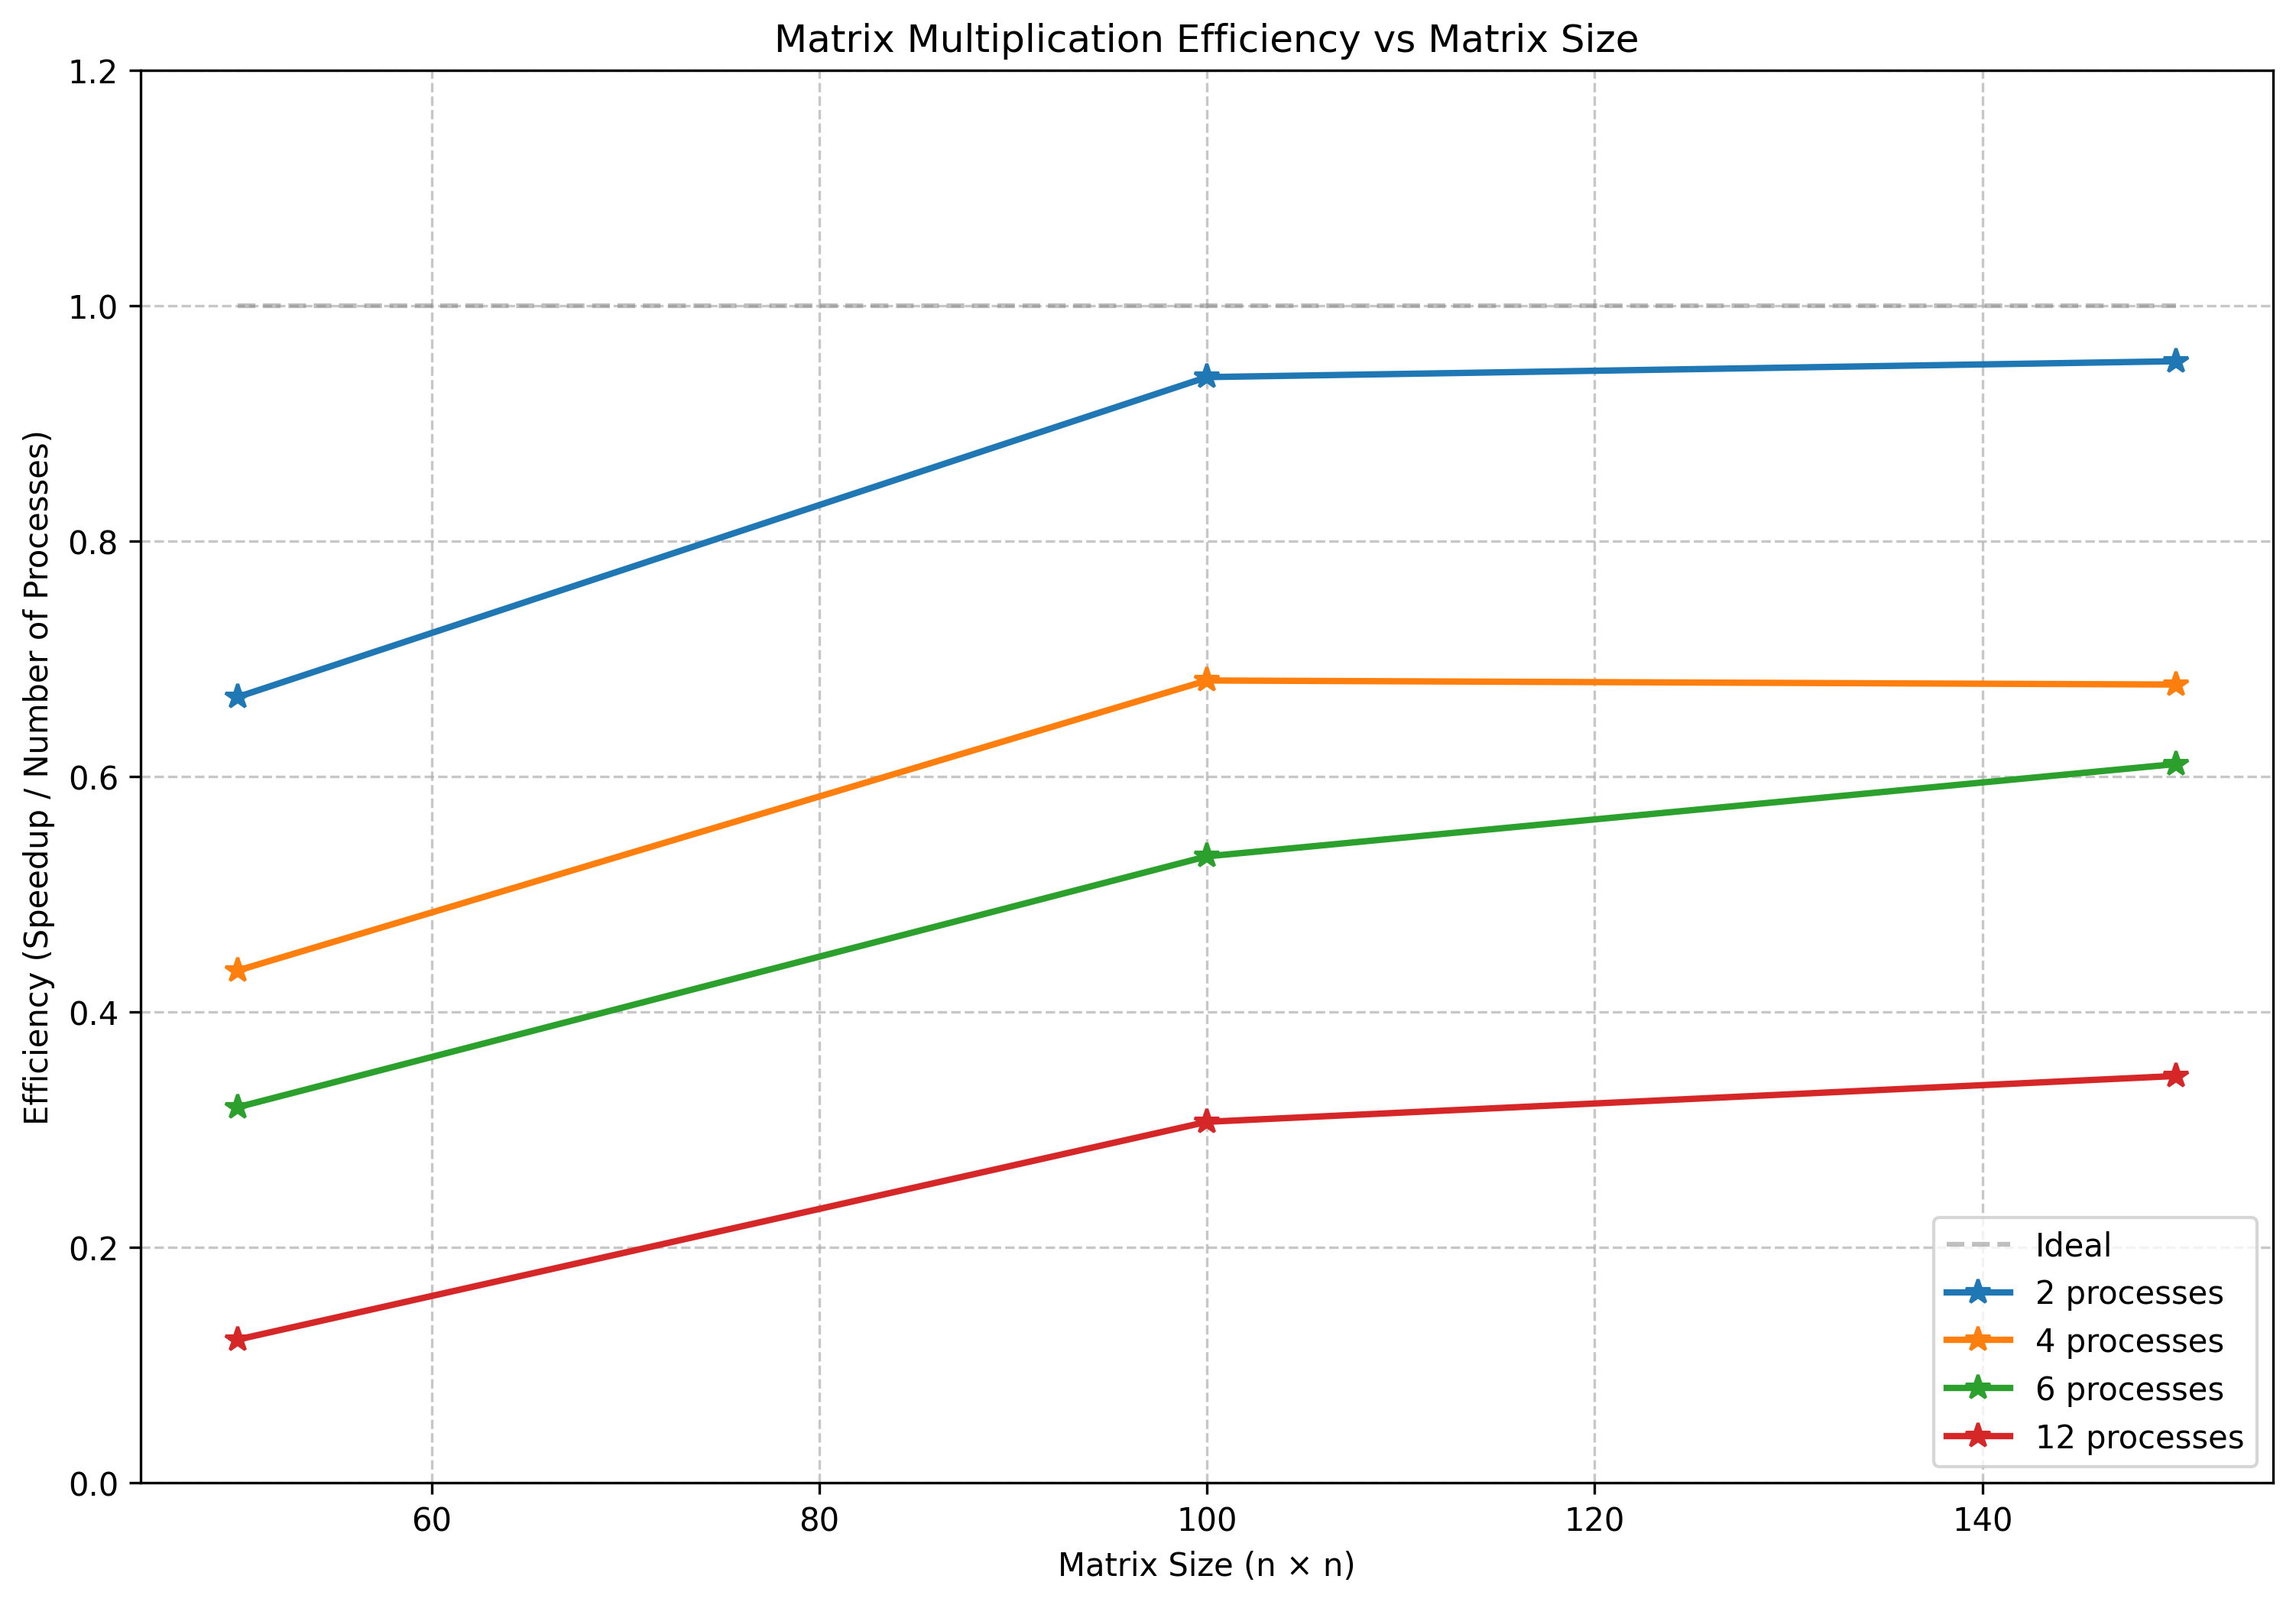 Matrix Multiplication Efficiency vs Matrix Size
Efficiency (Speedup / Number of Processes)
1.2
1.0
0.8
0.6
0.4
0.2
0.0
60 80 100 120 140
Matrix Size (n × n)
Ideal
2 processes
4 processes
6 processes
12 processes